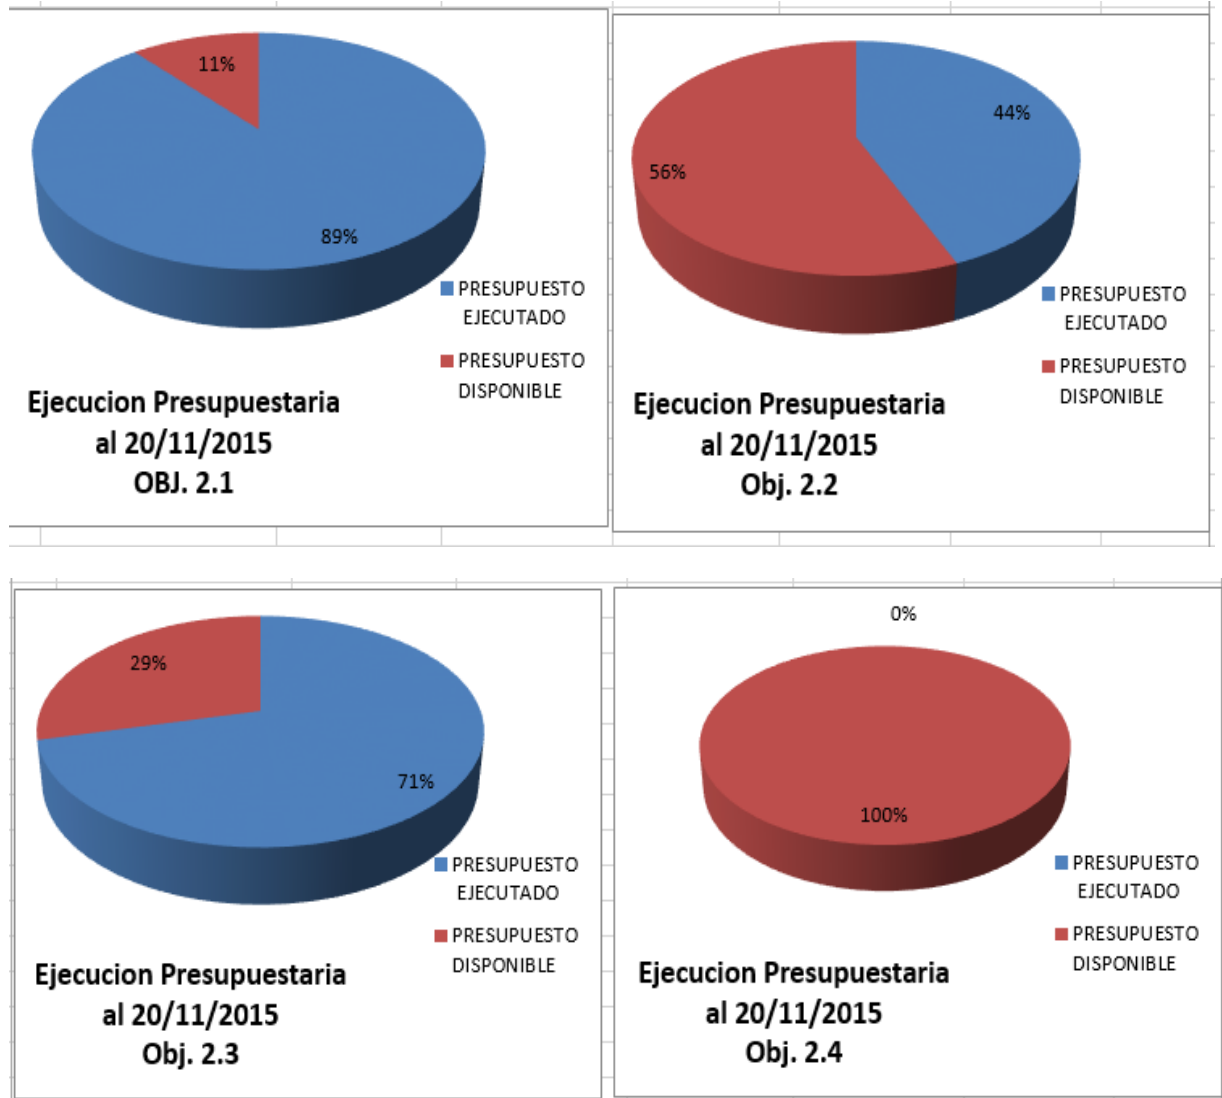 11%
89%
PRESUPUESTO
EJECUTADO
PRESUPUESTO
DISPONIBLE
Ejecucion Presupuestaria
al 20/11/2015
OBJ. 2.1
44%
56%
PRESUPUESTO
EJECUTADO
PRESUPUESTO
DISPONIBLE
Ejecucion Presupuestaria
al 20/11/2015
Obj. 2.2
29%
71%
PRESUPUESTO
EJECUTADO
PRESUPUESTO
DISPONIBLE
Ejecucion Presupuestaria
al 20/11/2015
Obj. 2.3
0%
100%
PRESUPUESTO
EJECUTADO
PRESUPUESTO
DISPONIBLE
Ejecucion Presupuestaria
al 20/11/2015
Obj. 2.4